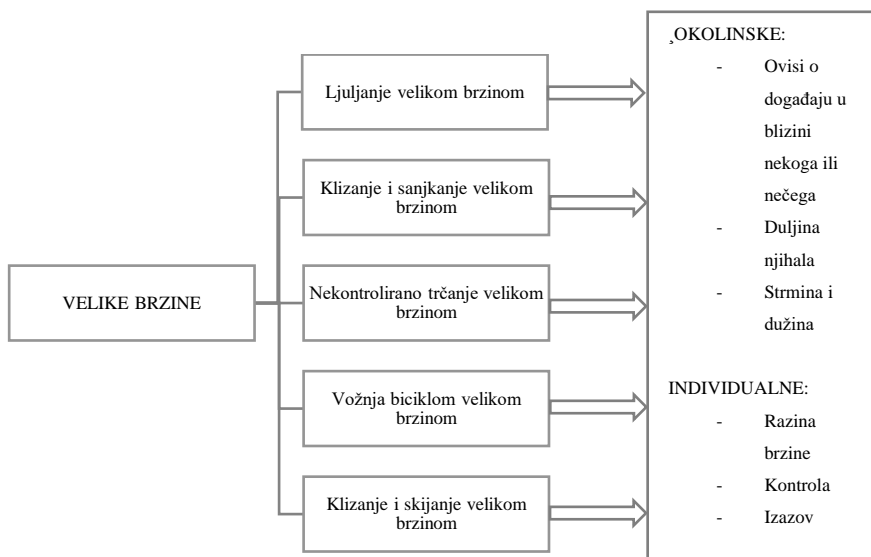 VELIKE BRZINE
Ljuljanje velikom brzinom
Klizanje i sanjkanje velikom
brzinom
Nekontrolirano trčanje velikom
brzinom
Vožnja biciklom velikom
brzinom
Klizanje i skijanje velikom
brzinom
¸OKOLINSKE:
- Ovisi o
događaju u
blizini
nekoga ili
nečega
- Duljina
njihala
- Strmina i
dužina
INDIVIDUALNE:
- Razina
brzine
- Kontrola
- Izazov